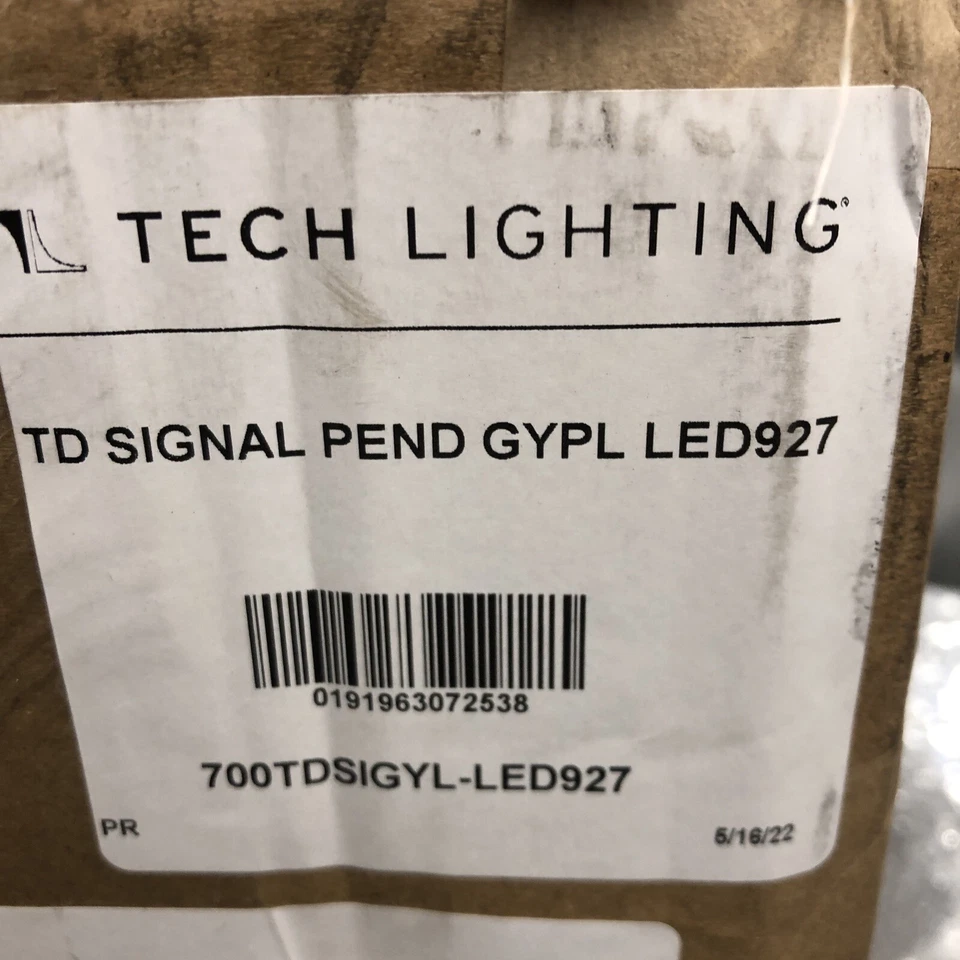 TECH LIGHTING®
TD SIGNAL PEND GYPL LED927
0191963072538
700TDSIGYL-LED927
PR
5/16/22